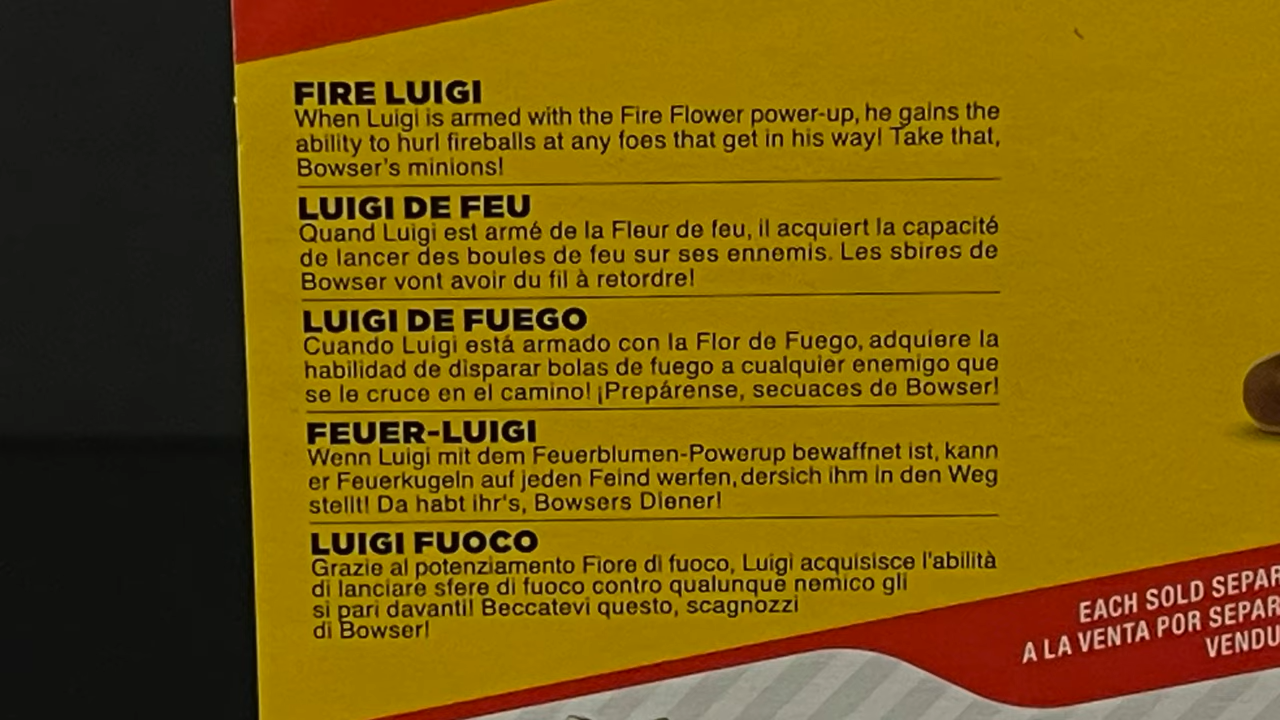 FIRE LUIGI
When Luigi is armed with the Fire Flower power-up, he gains the
ability to hurl fireballs at any foes that get in his way! Take that,
Bowser's minions!
LUIGI DE FEU
Quand Luigi est armé de la Fleur de feu, il acquiert la capacité
de lancer des boules de feu sur ses ennemis. Les sbires de
Bowser vont avoir du fil à retordre!
LUIGI DE FUEGO
Cuando Luigi está armado con la Flor de Fuego, adquiere la
habilidad de disparar bolas de fuego a cualquier enemigo que
se le cruce en el camino! ¡Prepárense, secuaces de Bowser!
FEUER-LUIGI
Wenn Luigi mit dem Feuerblumen-Powerup bewaffnet ist, kann
er Feuerkugeln auf jeden Feind werfen, dersich ihm in den Weg
stellt! Da habt ihr's, Bowsers Diener!
LUIGI FUOCO
Grazie al potenziamento Fiore di fuoco, Luigi acquisisce l'abilità
di lanciare sfere di fuoco contro qualunque nemico gli
si pari davanti! Beccatevi questo, scagnozzi
di Bowser!
EACH SOLD SEPAR
A LA VENTA POR SEPAR
VENDU